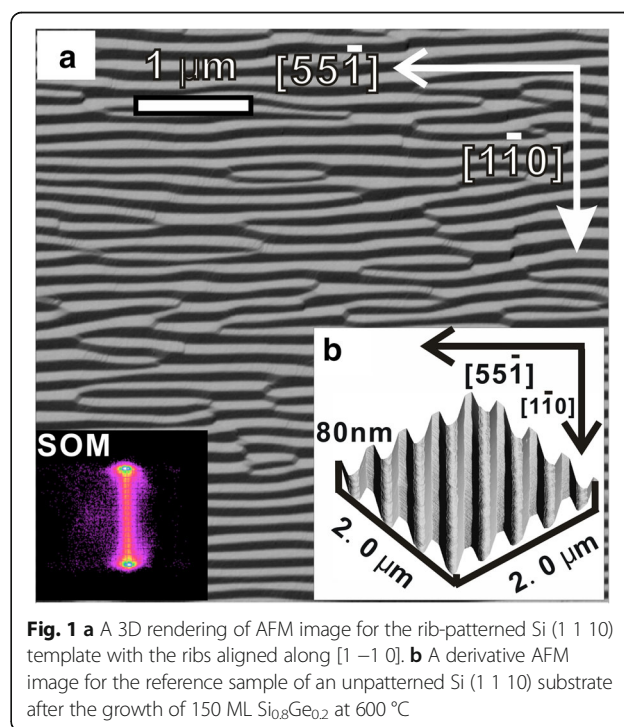 a
1 μm
[551̄]
[11̄0]
b
[551̄]
[11̄0]
80nm
2. 0 μm
2. 0 μm
SOM
Fig. 1 a A 3D rendering of AFM image for the rib-patterned Si (1 1 10)
template with the ribs aligned along [1 −1 0]. b A derivative AFM
image for the reference sample of an unpatterned Si (1 1 10) substrate
after the growth of 150 ML Si0.8Ge0.2 at 600 °C